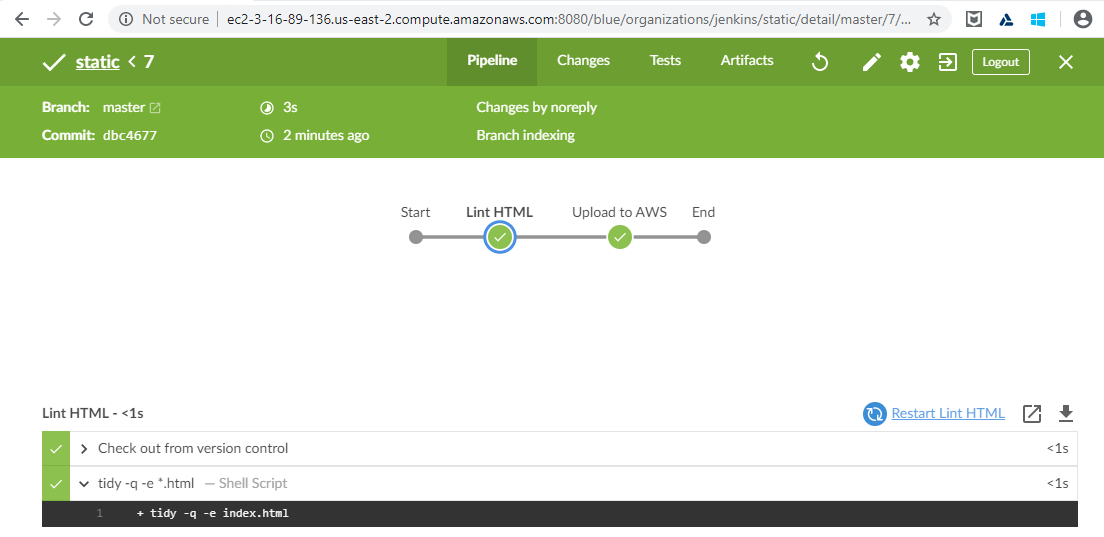 Not secure ec2-3-16-89-136.us-east-2.compute.amazonaws.com:8080/blue/organizations/jenkins/static/detail/master/7/...
static < 7 Pipeline Changes Tests Artifacts Logout
Branch: master 3s Changes by noreply
Commit: dbc4677 2 minutes ago Branch indexing
Start Lint HTML Upload to AWS End
Lint HTML - <1s Restart Lint HTML
Check out from version control <1s
tidy -q -e *.html — Shell Script <1s
1 + tidy -q -e index.html